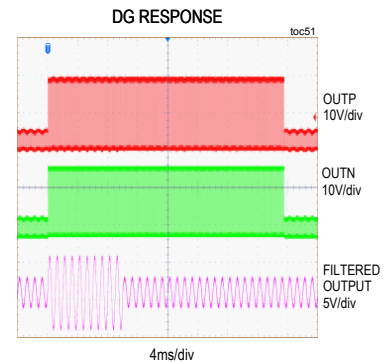 DG RESPONSE
toc51
OUTP
10V/div
OUTN
10V/div
FILTERED
OUTPUT
5V/div
4ms/div